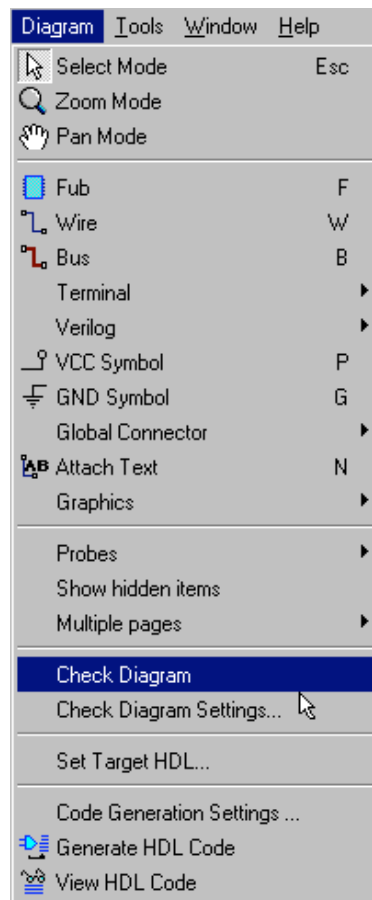 Diagram Tools Window Help
Select Mode Esc
Zoom Mode
Pan Mode
Fub F
Wire W
Bus B
Terminal
Verilog
VCC Symbol P
GND Symbol G
Global Connector
AB Attach Text N
Graphics
Probes
Show hidden items
Multiple pages
Check Diagram
Check Diagram Settings...
Set Target HDL...
Code Generation Settings ...
Generate HDL Code
View HDL Code